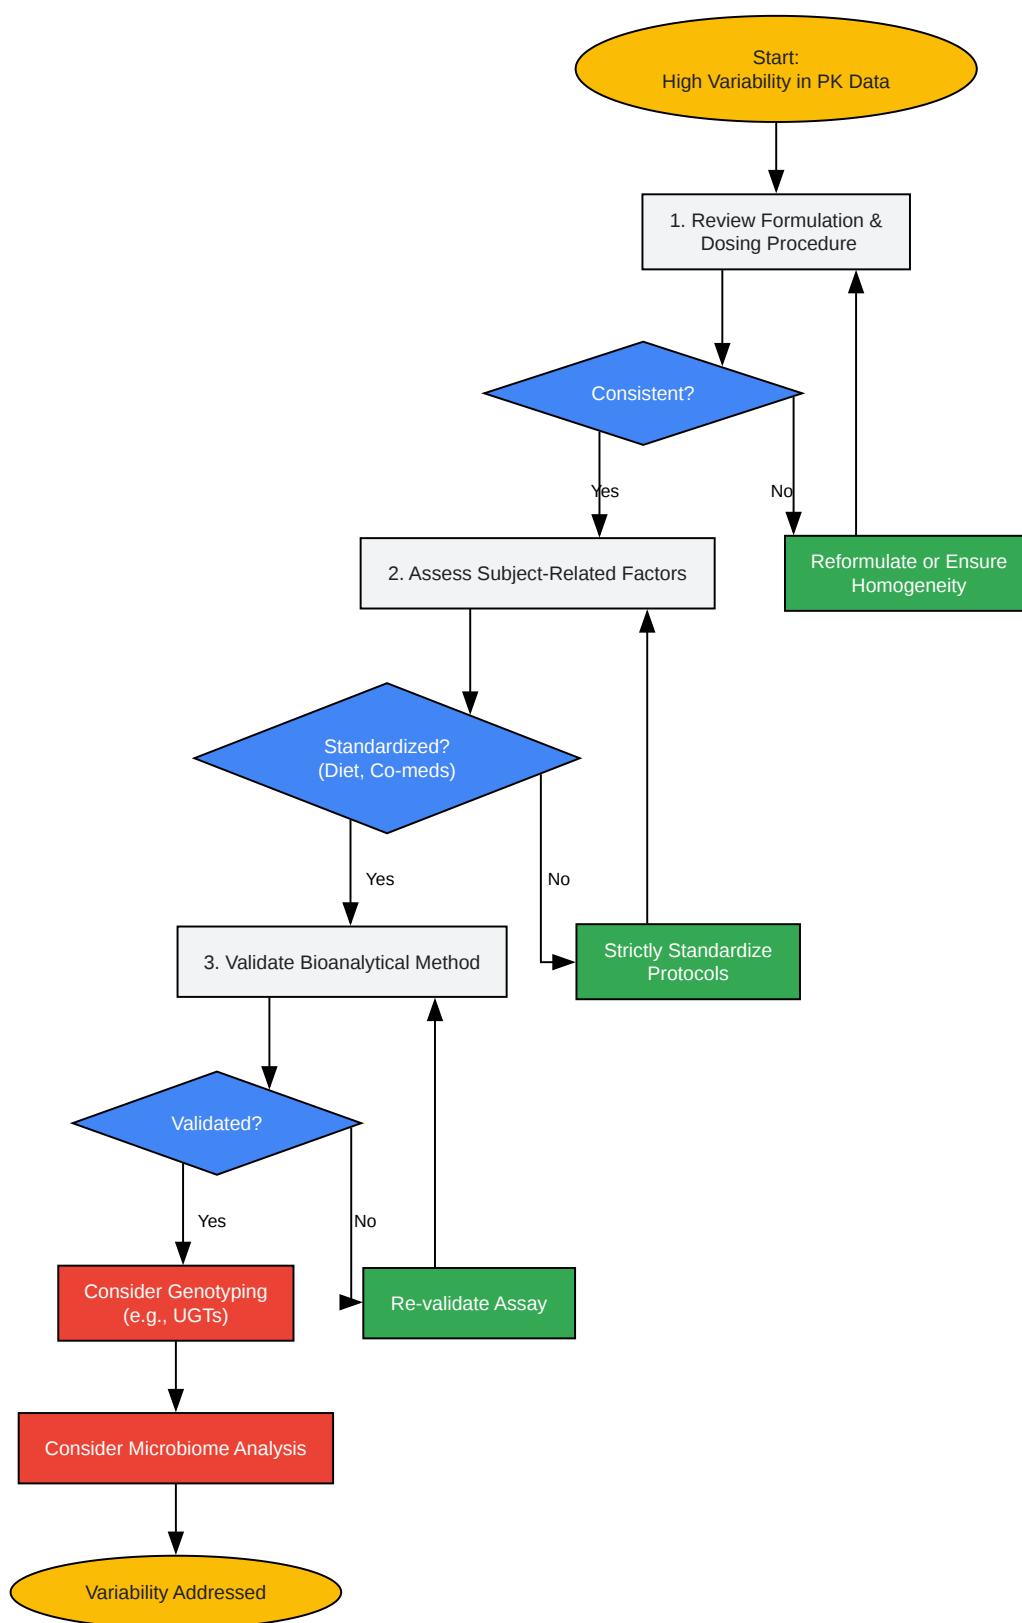 Start:
High Variability in PK Data
1. Review Formulation &
Dosing Procedure
Consistent?
Yes
No
Reformulate or Ensure
Homogeneity
2. Assess Subject-Related Factors
Standardized?
(Diet, Co-meds)
Yes
No
Strictly Standardize
Protocols
3. Validate Bioanalytical Method
Validated?
Yes
No
Consider Genotyping
(e.g., UGTs)
Re-validate Assay
Consider Microbiome Analysis
Variability Addressed